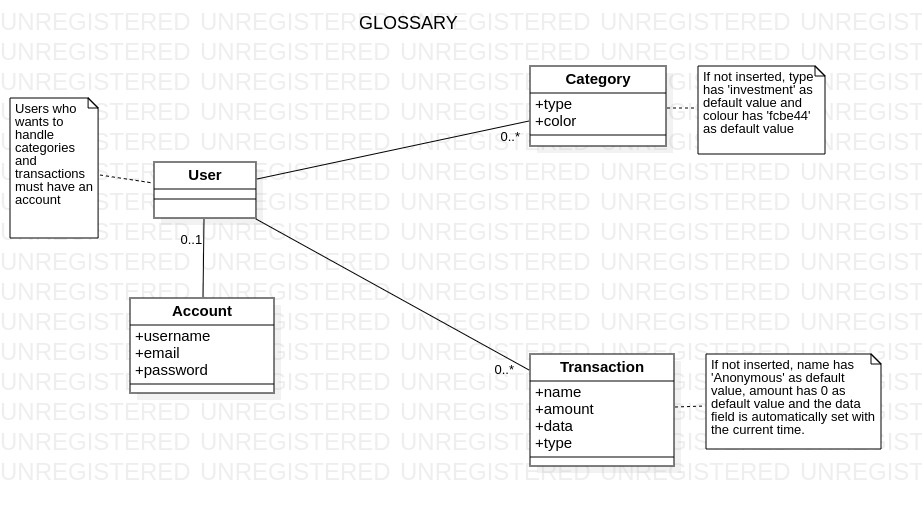 GLOSSARY
Category
+type
+color
If not inserted, type
has 'investment' as
default value and
colour has 'fcbe44'
as default value
0..*
Users who
wants to
handle
categories
and
transactions
must have an
account
User
0..1
Account
+username
+email
+password
0..*
Transaction
+name
+amount
+data
+type
If not inserted, name has
'Anonymous' as default
value, amount has 0 as
default value and the data
field is automatically set with
the current time.
UNREGISTERED UNREGISTERED UNREGISTERED UNREGISTERED UNREGISTERED